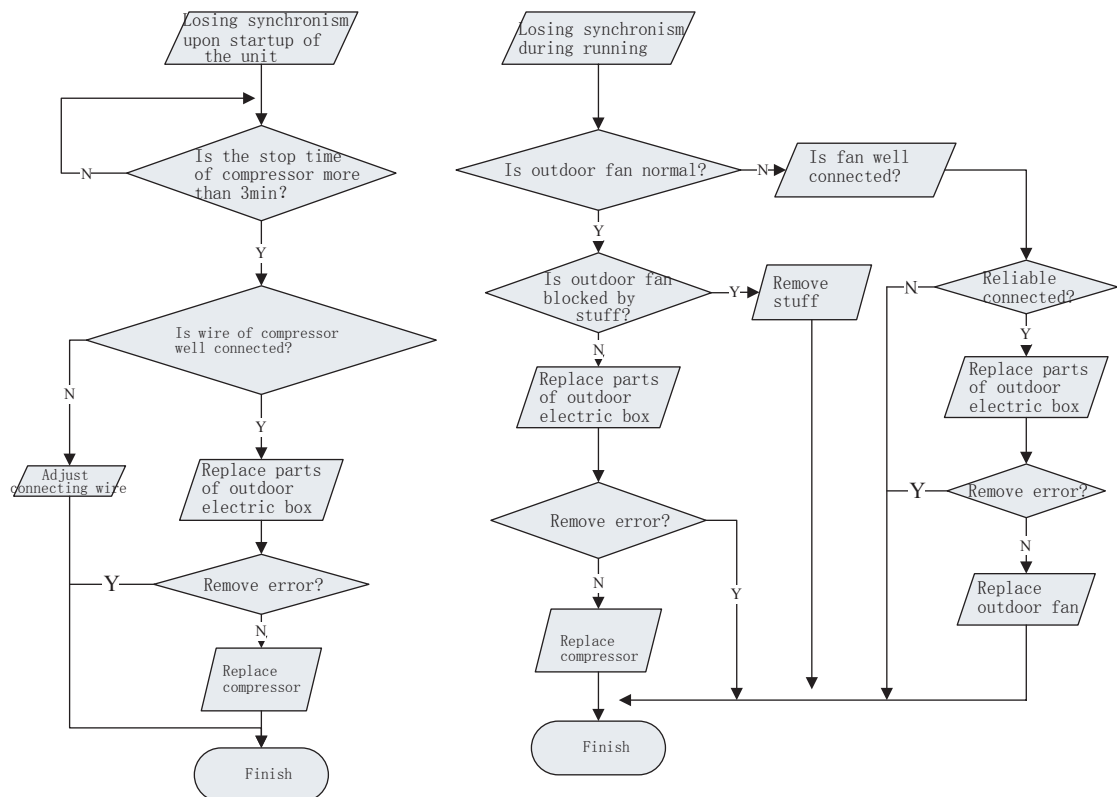 Losing synchronism
upon startup of
the unit
N
Is the stop time
of compressor more
than 3min?
Y
Is wire of compressor
well connected?
N
Y
Adjust
connecting wire
Replace parts
of outdoor
electric box
Y
Remove error?
N
Replace
compressor
Finish
Losing synchronism
during running
Is outdoor fan normal?
N
Is fan well
connected?
Y
Is outdoor fan
blocked by
stuff?
Y
Remove
stuff
N
Reliable
connected?
N
Y
Replace parts
of outdoor
electric box
Replace parts
of outdoor
electric box
Remove error?
Y
Remove error?
N
Y
N
Replace
compressor
Replace
outdoor fan
Finish